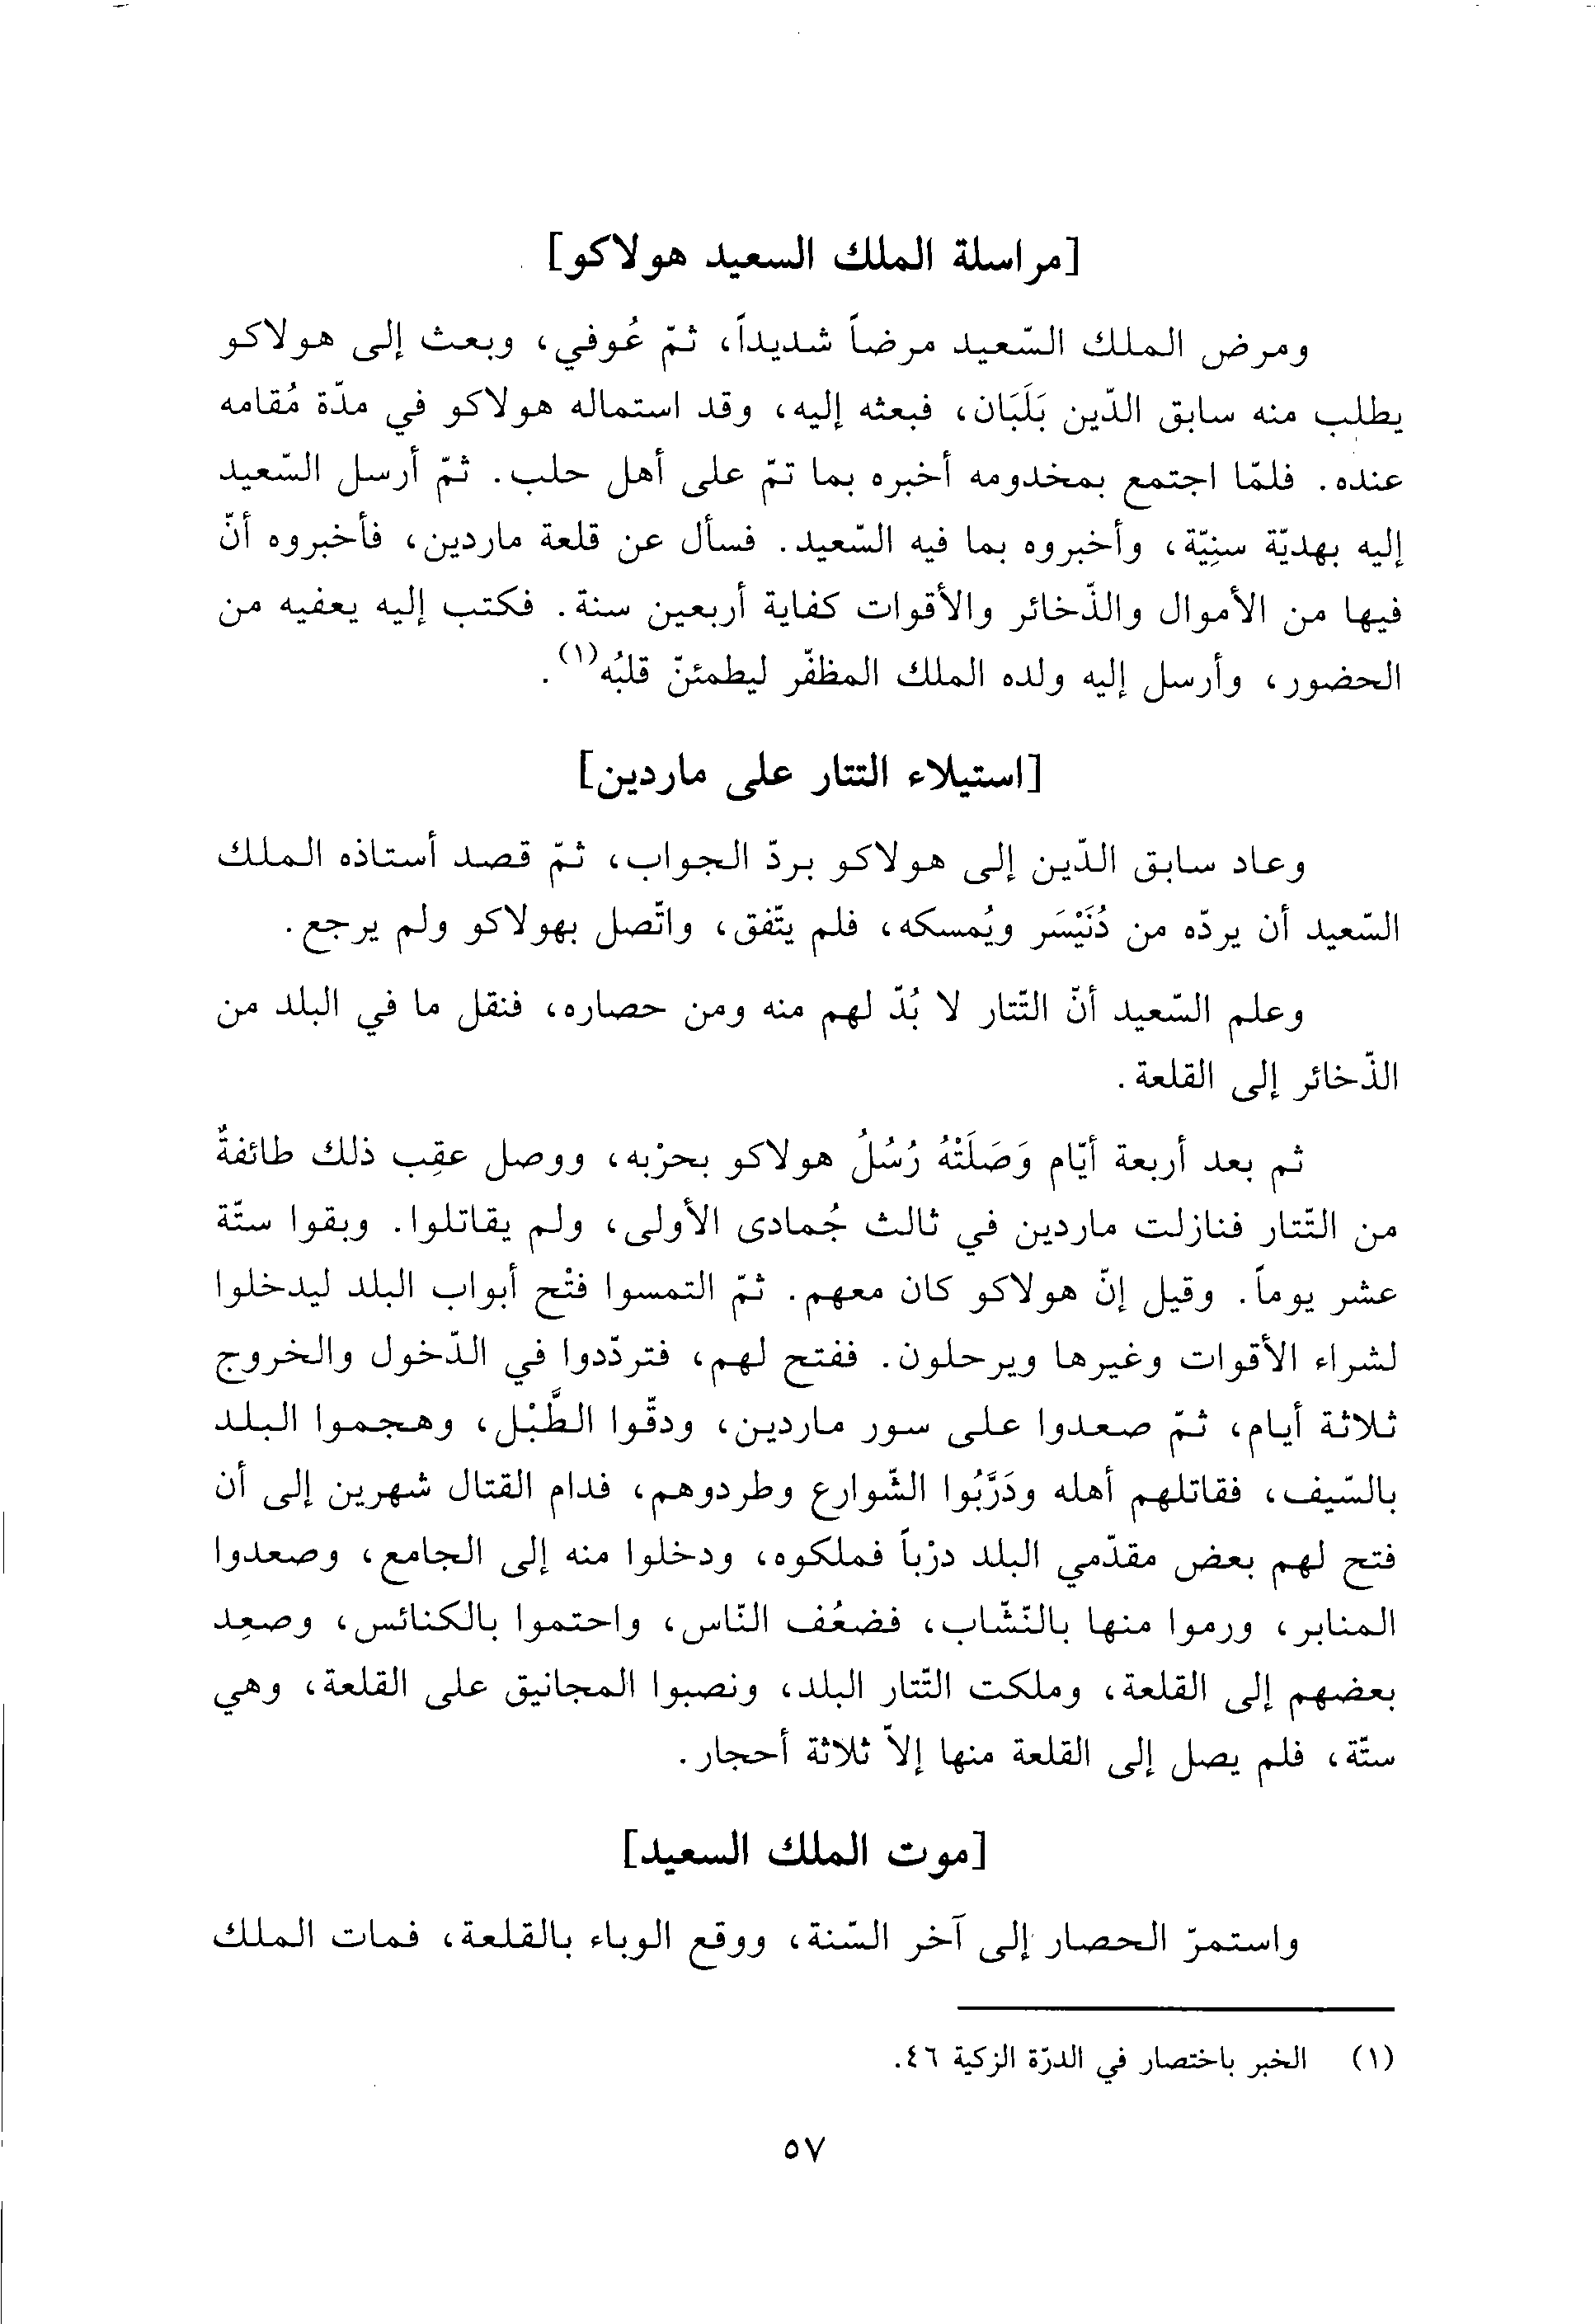 [مراسلة الملك السعيد هولاكو]
ومرض الملك السّعيد مرضاً شديداً، ثمّ عُوفي، وبعث إلى هولاكو
يطلب منه سابق الدّين بَلَبَان، فبعثه إليه، وقد استماله هولاكو في مدّة مُقامه
عنده. فلمّا اجتمع بمخدومه أخبره بما تمّ على أهل حلب. ثمّ أرسل السّعيد
إليه بهديّة سنِيّة، وأخبروه بما فيه السّعيد. فسأل عن قلعة ماردين، فأخبروه أنّ
فيها من الأموال والذّخائر والأقوات كفاية أربعين سنة. فكتب إليه يعفيه من
الحضور، وأرسل إليه ولده الملك المظفّر ليطمئنّ قلبُه(١).
[استيلاء التتار على ماردين]
وعاد سابق الدّين إلى هولاكو بردّ الجواب، ثمّ قصد أستاذه الملك
السّعيد أن يردّه من دُنَيْسَر ويُمسكه، فلم يتّفق، واتّصل بهولاكو ولم يرجع.
وعلم السّعيد أنّ التّتار لا بُدّ لهم منه ومن حصاره، فنقل ما في البلد من
الذّخائر إلى القلعة.
ثم بعد أربعة أيّام وَصَلَتْهُ رُسُلُ هولاكو بحرْبه، ووصل عقِب ذلك طائفةٌ
من التّتار فنازلت ماردين في ثالث جُمادى الأولى، ولم يقاتلوا. وبقوا ستّة
عشر يوماً. وقيل إنّ هولاكو كان معهم. ثمّ التمسوا فتْح أبواب البلد ليدخلوا
لشراء الأقوات وغيرها ويرحلون. ففتح لهم، فتردّدوا في الدّخول والخروج
ثلاثة أيام، ثمّ صعدوا على سور ماردين، ودقّوا الطَّبْل، وهجموا البلد
بالسّيف، فقاتلهم أهله ودَرَّبُوا الشّوارع وطردوهم، فدام القتال شهرين إلى أن
فتح لهم بعض مقدّمي البلد درْباً فملكوه، ودخلوا منه إلى الجامع، وصعدوا
المنابر، ورموا منها بالنّشّاب، فضعُف النّاس، واحتموا بالكنائس، وصعِد
بعضهم إلى القلعة، وملكت التّتار البلد، ونصبوا المجانيق على القلعة، وهي
ستّة، فلم يصل إلى القلعة منها إلاّ ثلاثة أحجار.
[موت الملك السعيد]
واستمرّ الحصار إلى آخر السّنة، ووقع الوباء بالقلعة، فمات الملك
(١) الخبر باختصار في الدرّة الزكية ٤٦.
٥٧